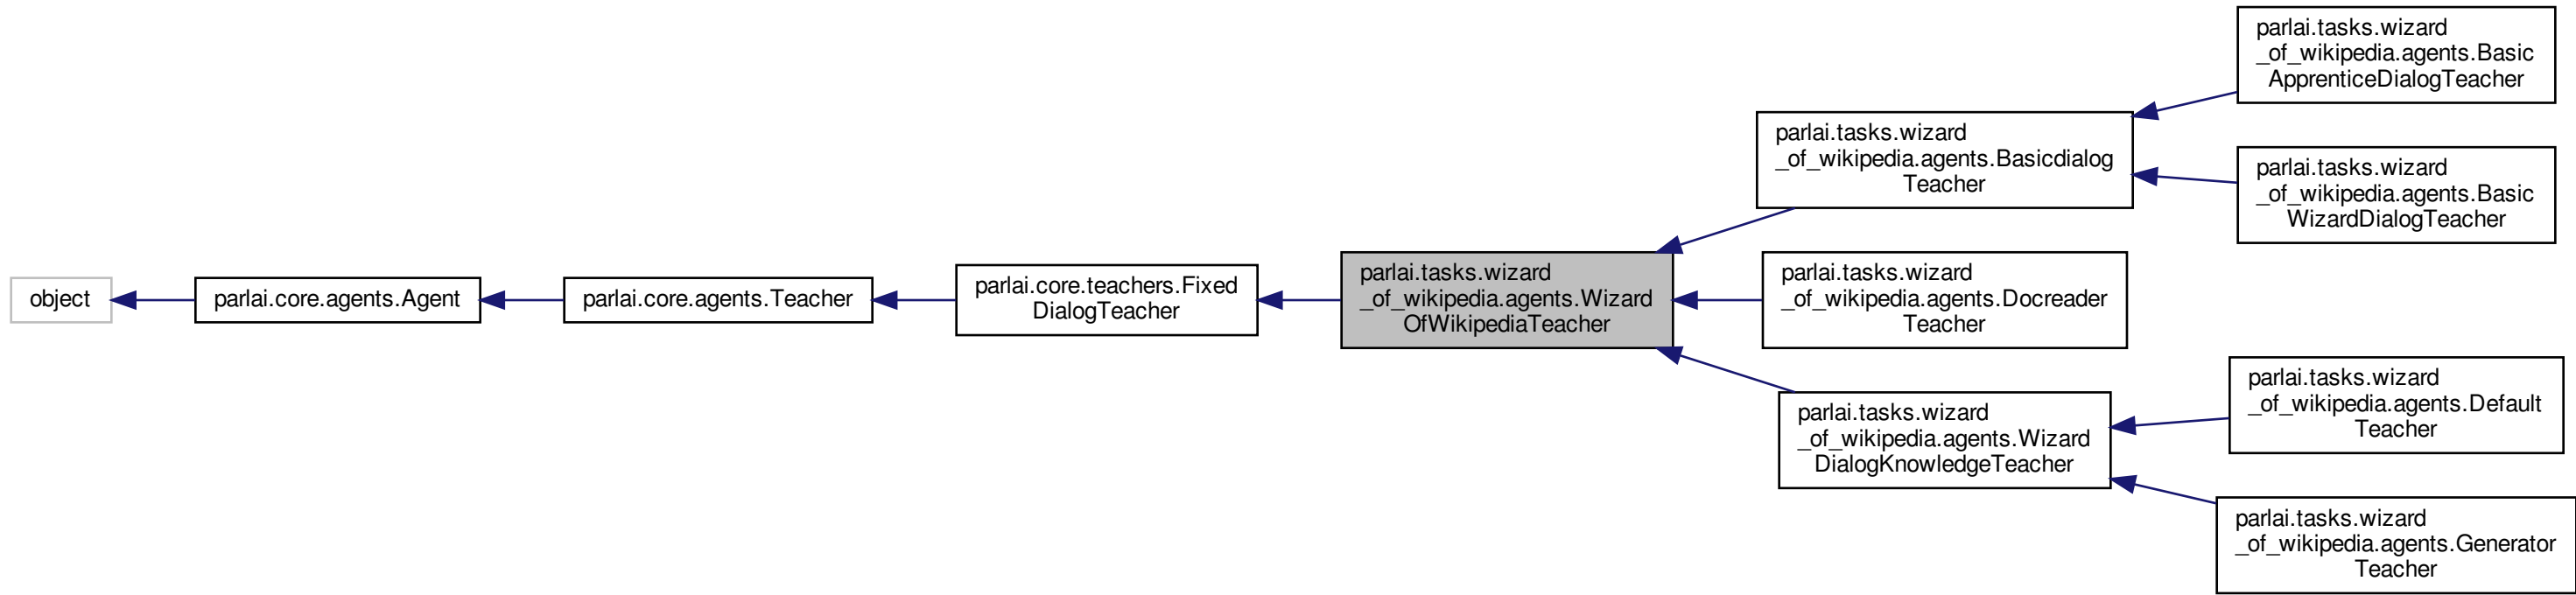 object
parlai.core.agents.Agent
parlai.core.agents.Teacher
parlai.core.teachers.Fixed
DialogTeacher
parlai.tasks.wizard
_of_wikipedia.agents.Wizard
OfWikipediaTeacher
parlai.tasks.wizard
_of_wikipedia.agents.Basicdialog
Teacher
parlai.tasks.wizard
_of_wikipedia.agents.Basic
ApprenticeDialogTeacher
parlai.tasks.wizard
_of_wikipedia.agents.Basic
WizardDialogTeacher
parlai.tasks.wizard
_of_wikipedia.agents.Docreader
Teacher
parlai.tasks.wizard
_of_wikipedia.agents.Wizard
DialogKnowledgeTeacher
parlai.tasks.wizard
_of_wikipedia.agents.Default
Teacher
parlai.tasks.wizard
_of_wikipedia.agents.Generator
Teacher